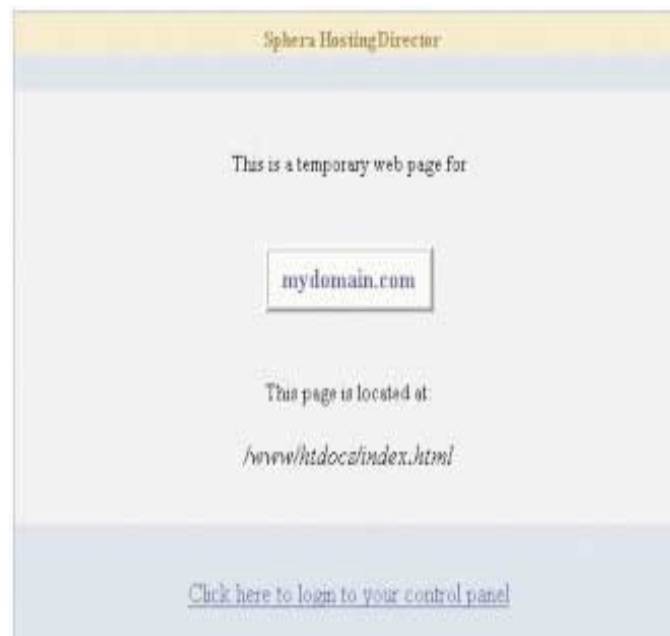 Sphera HostingDirector
This is a temporary web page for
mydomain.com
This page is located at
/www/htdocs/index.html
Click here to login to your control panel